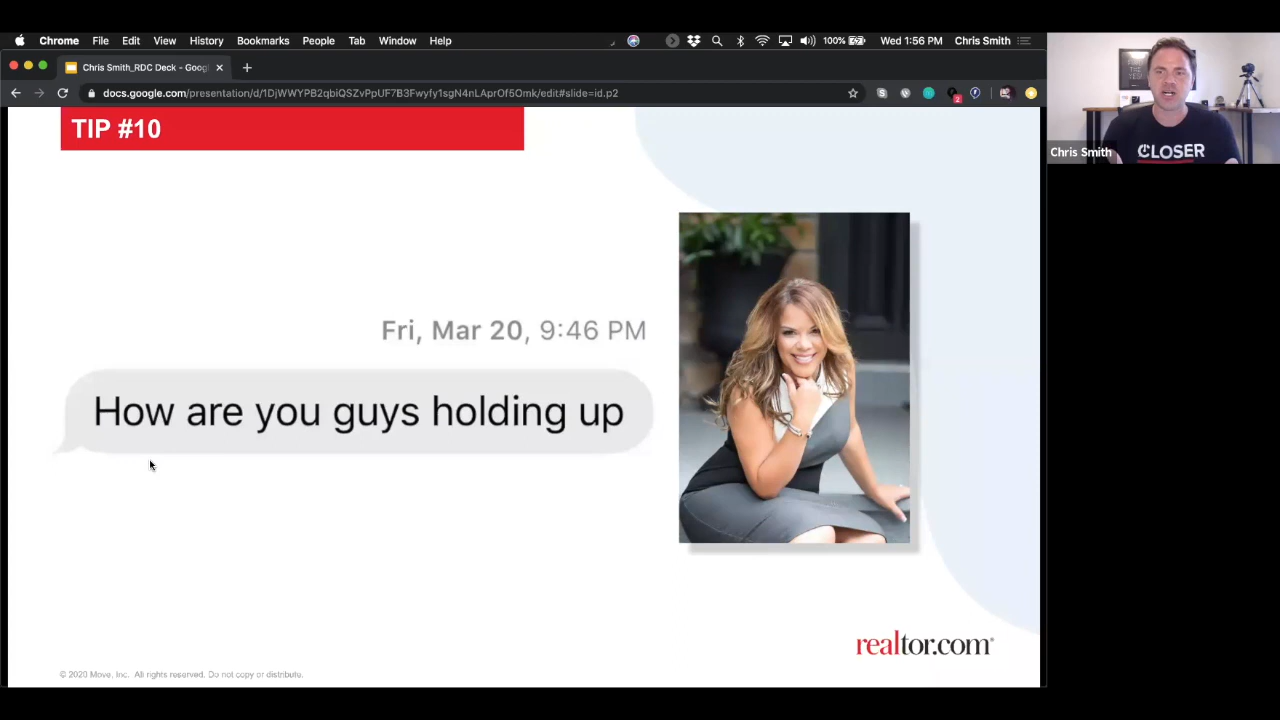 Chrome File Edit View History Bookmarks People Tab Window Help 100% Wed 1:56 PM Chris Smith
Chris Smith_RDC Deck - Goog
docs.google.com/presentation/d/1DjWWYPB2qbiQSZvPpUF7B3Fwyfy1sgN4nLAprOf5Omk/edit#slide=id.p2
2
TIP #10
CLOSER
Chris Smith
Fri, Mar 20, 9:46 PM
How are you guys holding up
realtor.com®
© 2020 Move, Inc. All rights reserved. Do not copy or distribute.